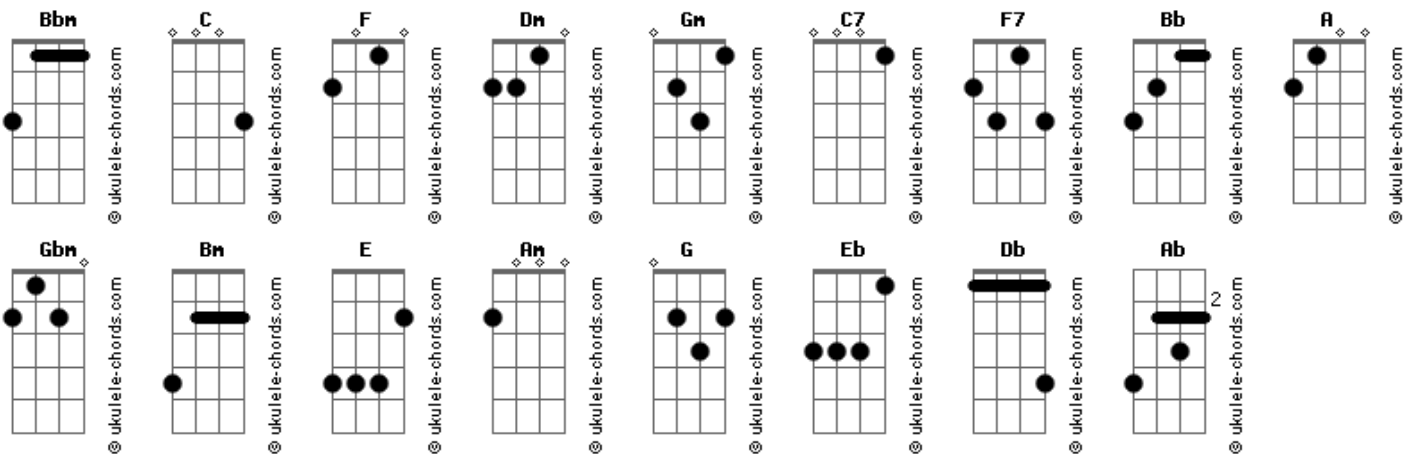 Bbm C F Dm Gm C7 F7 Bb A
© ukulele-chords.com © ukulele-chords.com © ukulele-chords.com © ukulele-chords.com © ukulele-chords.com © ukulele-chords.com © ukulele-chords.com © ukulele-chords.com © ukulele-chords.com
Gbm Bm E Am G Eb Db Ab
2
© ukulele-chords.com © ukulele-chords.com © ukulele-chords.com © ukulele-chords.com © ukulele-chords.com © ukulele-chords.com © ukulele-chords.com © ukulele-chords.com